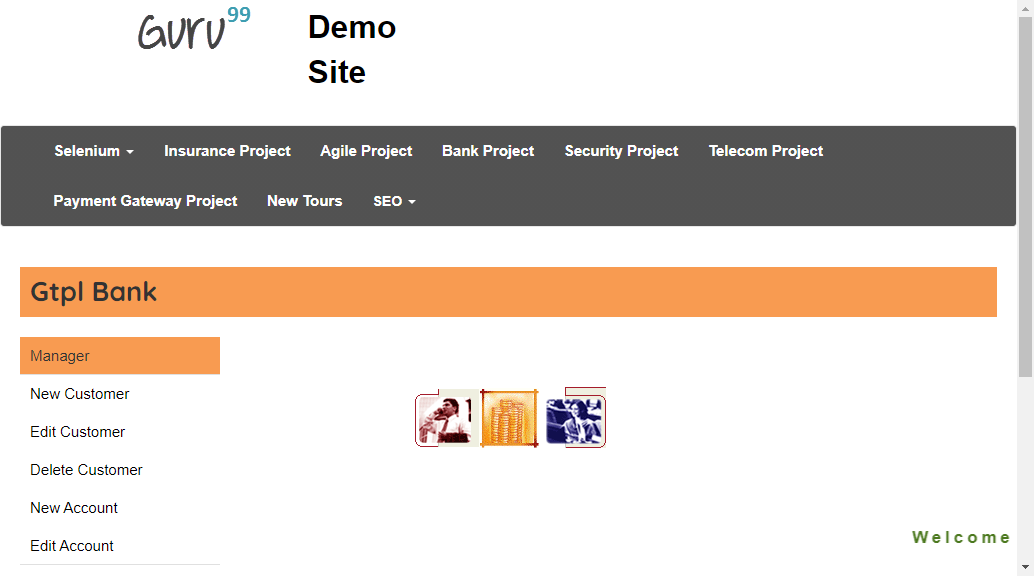 Guru99
Demo
Site
Selenium Insurance Project Agile Project Bank Project Security Project Telecom Project
Payment Gateway Project New Tours SEO
Gtpl Bank
Manager
New Customer
Edit Customer
Delete Customer
New Account
Edit Account
Welcome